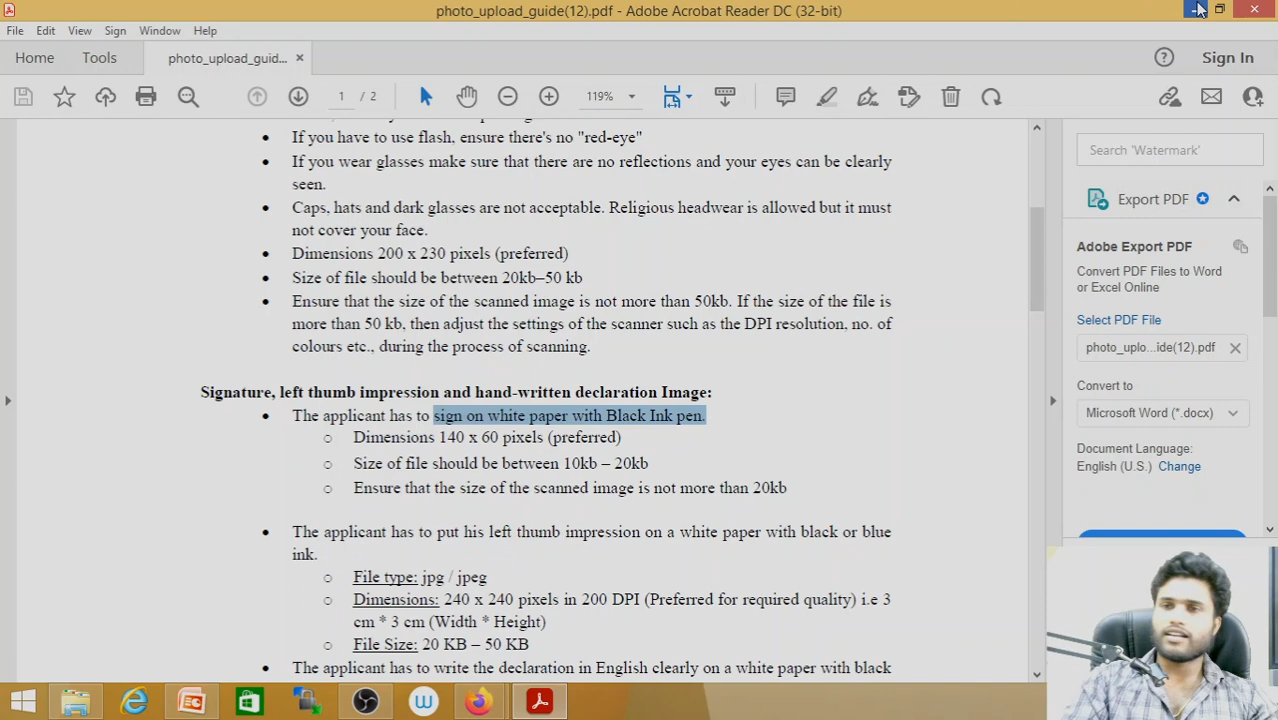 photo_upload_guide(12).pdf - Adobe Acrobat Reader DC (32-bit)
File Edit View Sign Window Help
Home Tools photo_upload_guid... × Sign In
1 / 2 119%
If you have to use flash, ensure there's no "red-eye"
If you wear glasses make sure that there are no reflections and your eyes can be clearly
seen.
Caps, hats and dark glasses are not acceptable. Religious headwear is allowed but it must
not cover your face.
Dimensions 200 x 230 pixels (preferred)
Size of file should be between 20kb–50 kb
Ensure that the size of the scanned image is not more than 50kb. If the size of the file is
more than 50 kb, then adjust the settings of the scanner such as the DPI resolution, no. of
colours etc., during the process of scanning.
Signature, left thumb impression and hand-written declaration Image:
The applicant has to sign on white paper with Black Ink pen.
Dimensions 140 x 60 pixels (preferred)
Size of file should be between 10kb – 20kb
Ensure that the size of the scanned image is not more than 20kb
The applicant has to put his left thumb impression on a white paper with black or blue
ink.
File type: jpg / jpeg
Dimensions: 240 x 240 pixels in 200 DPI (Preferred for required quality) i.e 3
cm * 3 cm (Width * Height)
File Size: 20 KB – 50 KB
The applicant has to write the declaration in English clearly on a white paper with black
Search 'Watermark'
Export PDF
Adobe Export PDF
Convert PDF Files to Word
or Excel Online
Select PDF File
photo_uplo...ide(12).pdf
Convert to
Microsoft Word (*.docx)
Document Language:
English (U.S.) Change